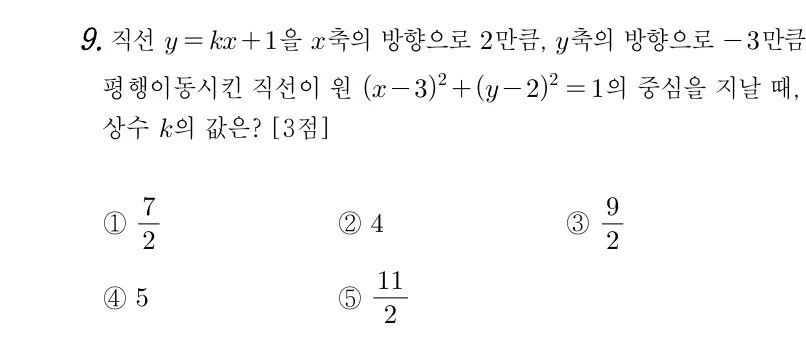 9. 직선 y=kx+1을 x축의 방향으로 2만큼, y축의 방향으로 −3만큼
평행이동시킨 직선이 원 (x−3)²+(y−2)²=1의 중심을 지날 때,
상수 k의 값은? [3점]
① 7/2 ② 4 ③ 9/2
④ 5 ⑤ 11/2